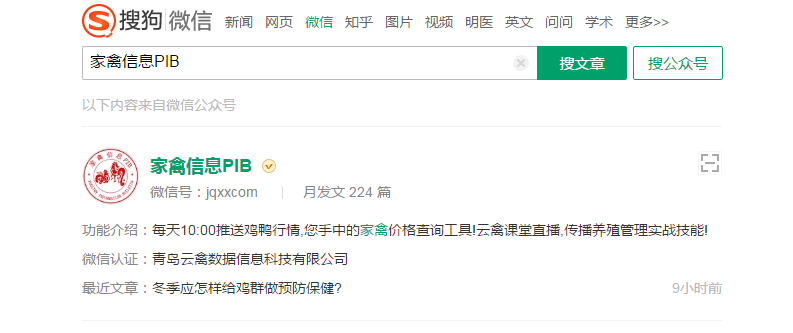 搜狗 微信 新闻 网页 微信 知乎 图片 视频 明医 英文 问问 学术 更多>>
家禽信息PIB 搜文章 搜公众号
以下内容来自微信公众号
家禽信息PIB
家禽信息PIB
微信号：jqxxcom 月发文 224 篇
功能介绍：每天10:00推送鸡鸭行情,您手中的家禽价格查询工具!云禽课堂直播,传播养殖管理实战技能!
微信认证：青岛云禽数据信息科技有限公司
最近文章：冬季应怎样给鸡群做预防保健? 9小时前